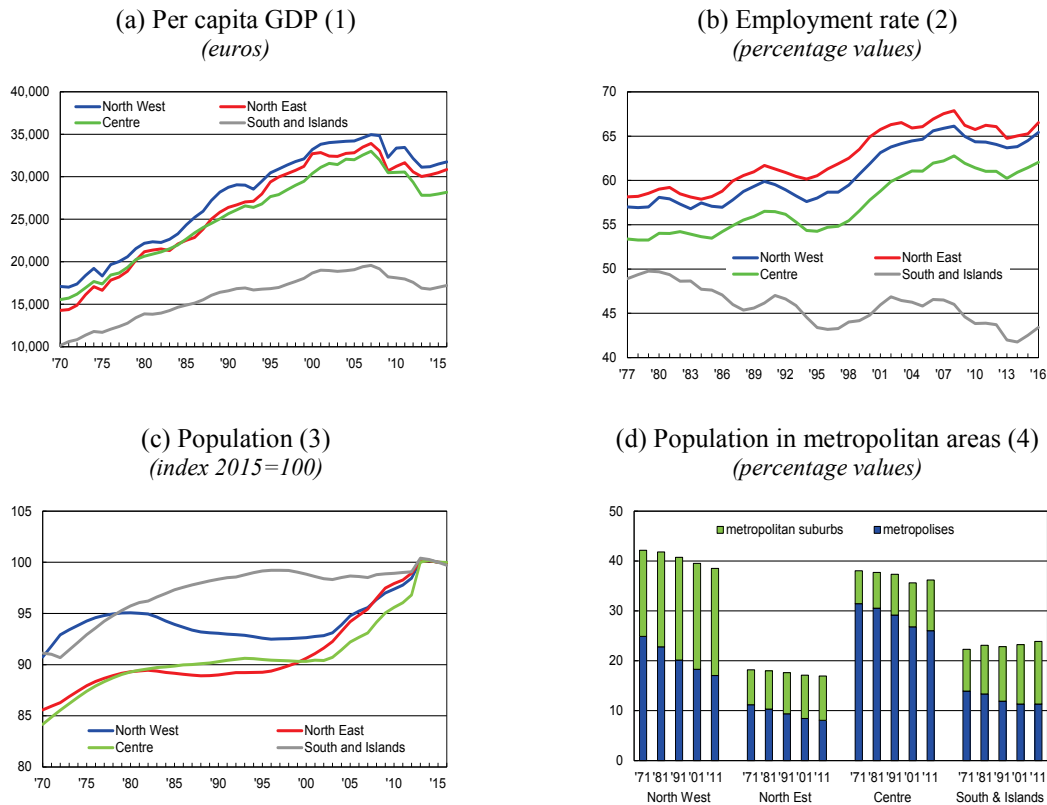 (a) Per capita GDP (1)
(euros)
40,000
35,000
30,000
25,000
20,000
15,000
10,000
North West
North East
Centre
South and Islands
'70 '75 '80 '85 '90 '95 '00 '05 '10 '15
(b) Employment rate (2)
(percentage values)
70
65
60
55
50
45
40
North West
North East
Centre
South and Islands
'77 '80 '83 '86 '89 '92 '95 '98 '01 '04 '07 '10 '13 '16
(c) Population (3)
(index 2015=100)
105
100
95
90
85
80
North West
North East
Centre
South and Islands
'70 '75 '80 '85 '90 '95 '00 '05 '10 '15
(d) Population in metropolitan areas (4)
(percentage values)
50
40
30
20
10
0
metropolitan suburbs
metropolises
'71 '81 '91 '01 '11 '71 '81 '91 '01 '11 '71 '81 '91 '01 '11 '71 '81 '91 '01 '11
North West North Est Centre South & Islands